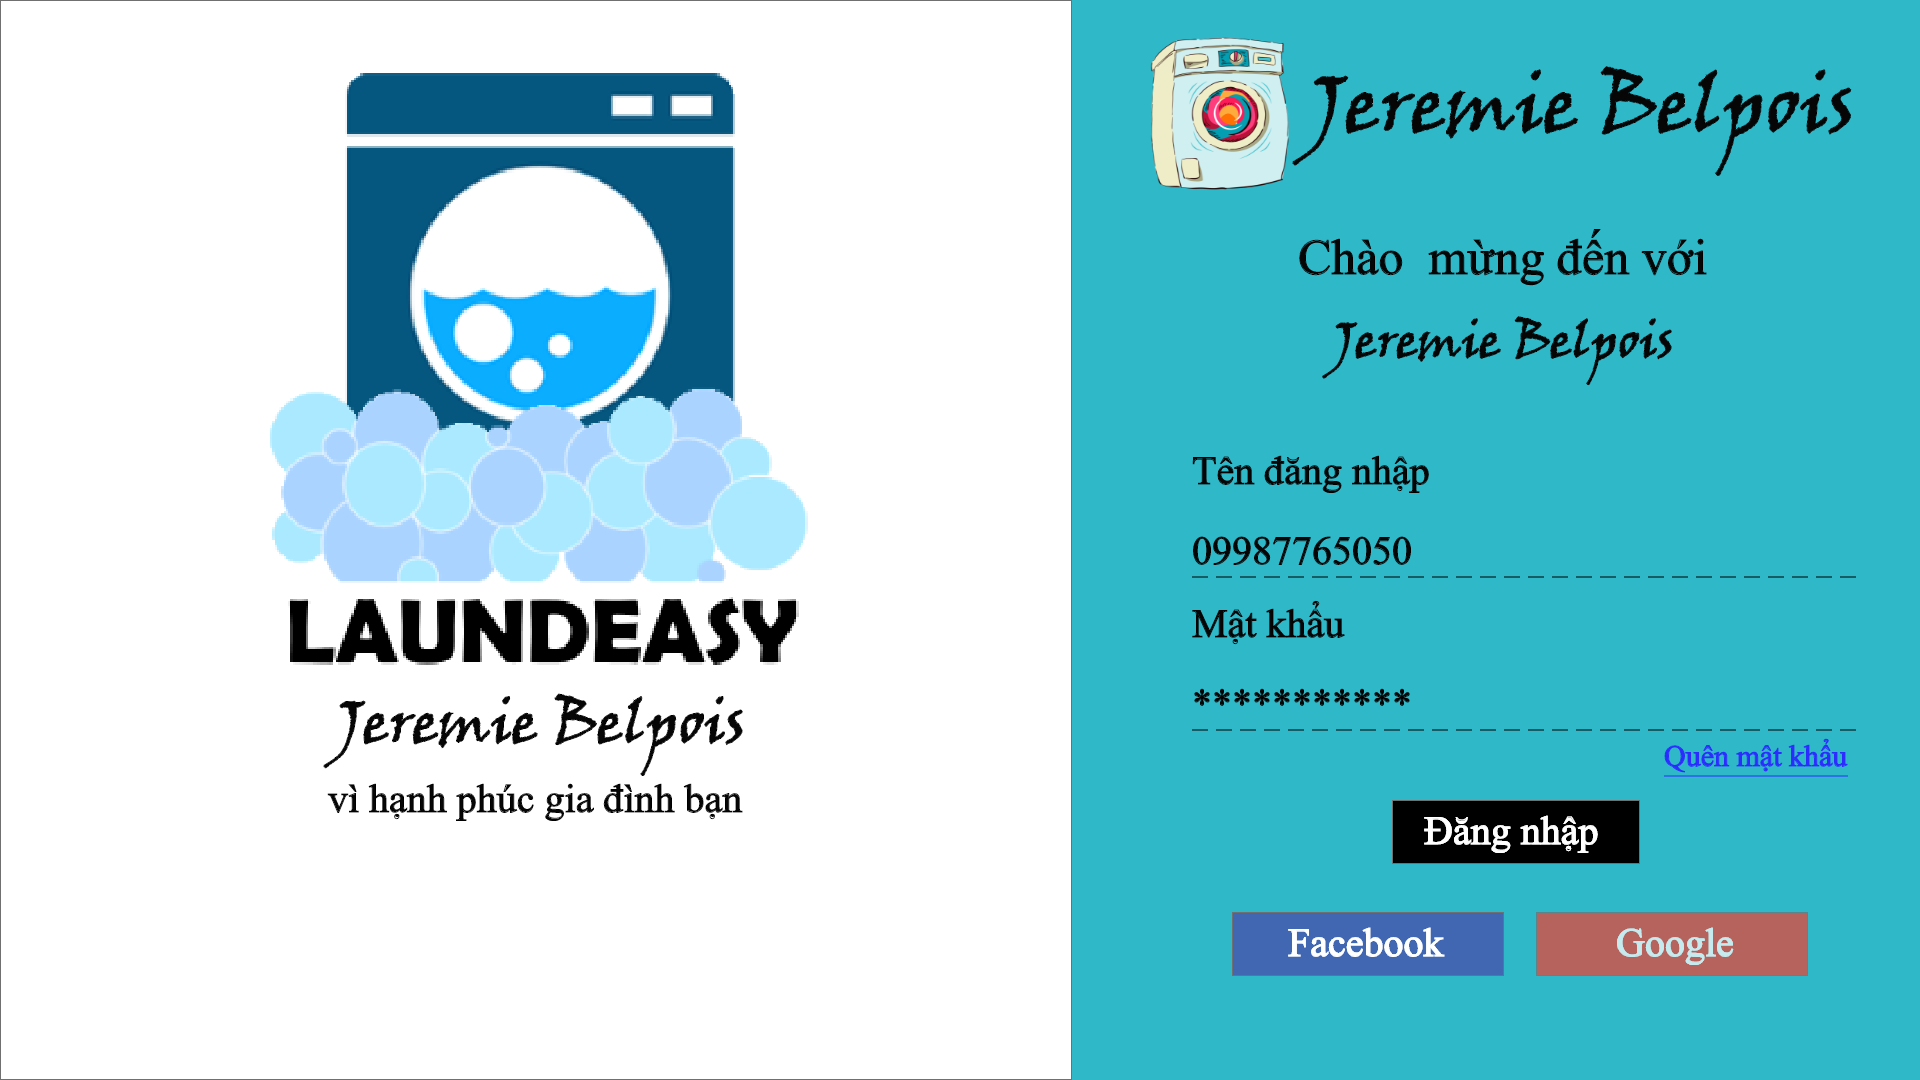 LAUNDEASY
Jeremie Belpois
vì hạnh phúc gia đình bạn
Jeremie Belpois
Chào mừng đến với
Jeremie Belpois
Tên đăng nhập
09987765050
Mật khẩu
***********
Quên mật khẩu
Đăng nhập
Facebook
Google